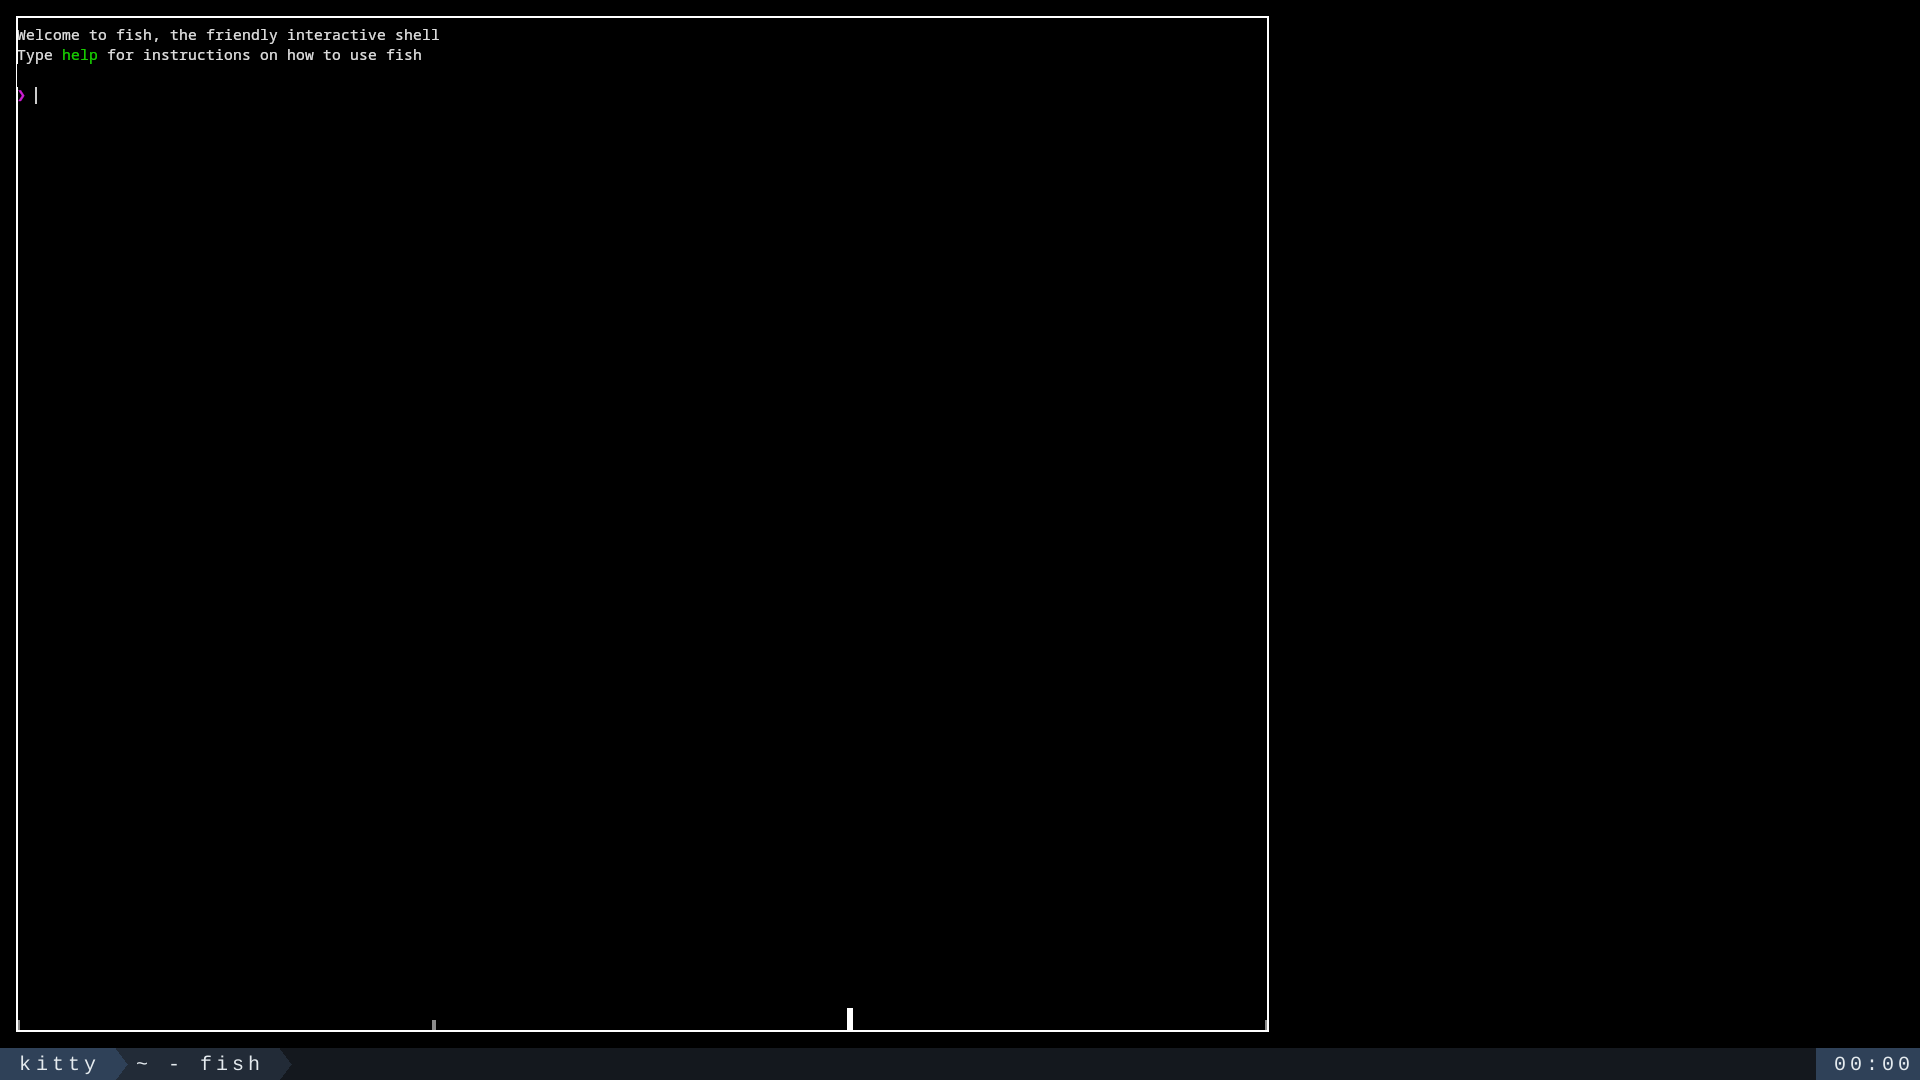 Welcome to fish, the friendly interactive shell
Type help for instructions on how to use fish
❯
kitty ~ - fish 00:00